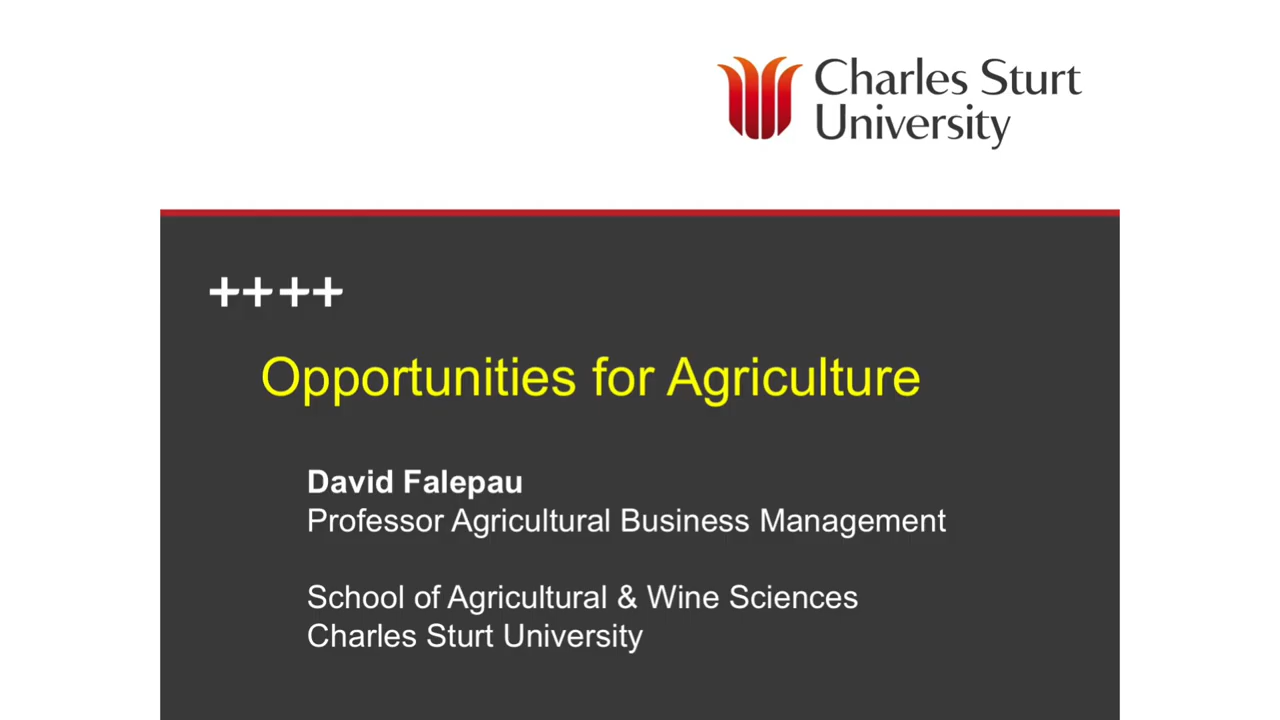 Charles Sturt
University
++++
Opportunities for Agriculture
David Falepau
Professor Agricultural Business Management
School of Agricultural & Wine Sciences
Charles Sturt University